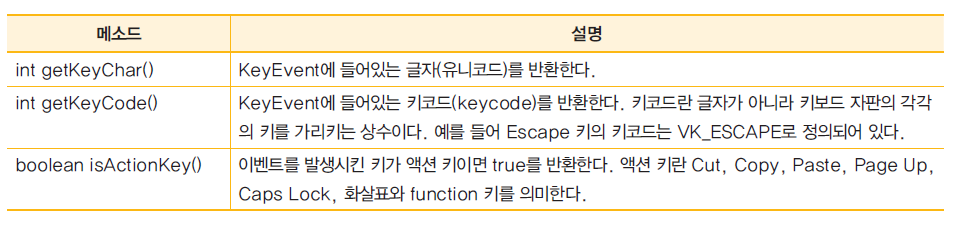 메소드 설명
int getKeyChar() KeyEvent에 들어있는 글자(유니코드)를 반환한다.
int getKeyCode() KeyEvent에 들어있는 키코드(keycode)를 반환한다. 키코드란 글자가 아니라 키보드 자판의 각각
의 키를 가리키는 상수이다. 예를 들어 Escape 키의 키코드는 VK_ESCAPE로 정의되어 있다.
boolean isActionKey() 이벤트를 발생시킨 키가 액션 키이면 true를 반환한다. 액션 키란 Cut, Copy, Paste, Page Up,
Caps Lock, 화살표와 function 키를 의미한다.